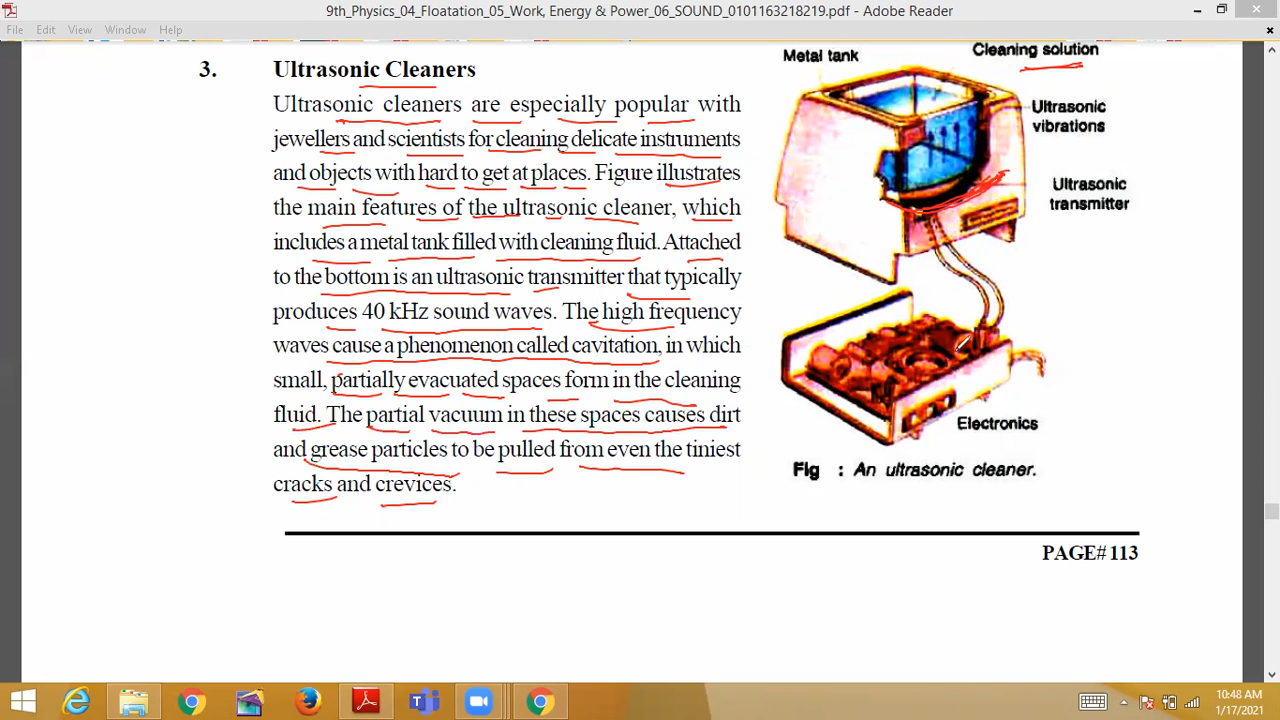 9th_Physics_04_Floatation_05_Work, Energy & Power_06_SOUND_0101163218219.pdf - Adobe Reader
File Edit View Window Help
3. Ultrasonic Cleaners
Ultrasonic cleaners are especially popular with
jewellers and scientists for cleaning delicate instruments
and objects with hard to get at places. Figure illustrates
the main features of the ultrasonic cleaner, which
includes a metal tank filled with cleaning fluid. Attached
to the bottom is an ultrasonic transmitter that typically
produces 40 kHz sound waves. The high frequency
waves cause a phenomenon called cavitation, in which
small, partially evacuated spaces form in the cleaning
fluid. The partial vacuum in these spaces causes dirt
and grease particles to be pulled from even the tiniest
cracks and crevices.
Metal tank
Cleaning solution
Ultrasonic
vibrations
Ultrasonic
transmitter
Electronics
Fig : An ultrasonic cleaner.
PAGE# 113
10:48 AM
1/17/2021